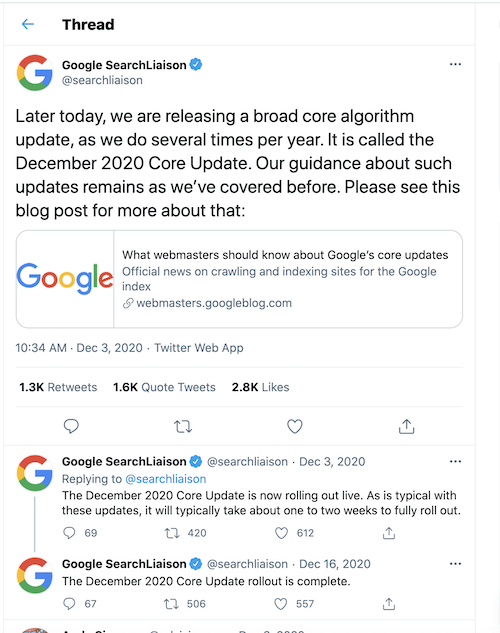 Thread
Google SearchLiaison
@searchliaison
Later today, we are releasing a broad core algorithm
update, as we do several times per year. It is called the
December 2020 Core Update. Our guidance about such
updates remains as we’ve covered before. Please see this
blog post for more about that:
Google
What webmasters should know about Google’s core updates
Official news on crawling and indexing sites for the Google
index
webmasters.googleblog.com
10:34 AM · Dec 3, 2020 · Twitter Web App
1.3K Retweets 1.6K Quote Tweets 2.8K Likes
Google SearchLiaison @searchliaison · Dec 3, 2020
Replying to @searchliaison
The December 2020 Core Update is now rolling out live. As is typical with
these updates, it will typically take about one to two weeks to fully roll out.
69 420 612
Google SearchLiaison @searchliaison · Dec 16, 2020
The December 2020 Core Update rollout is complete.
67 506 557